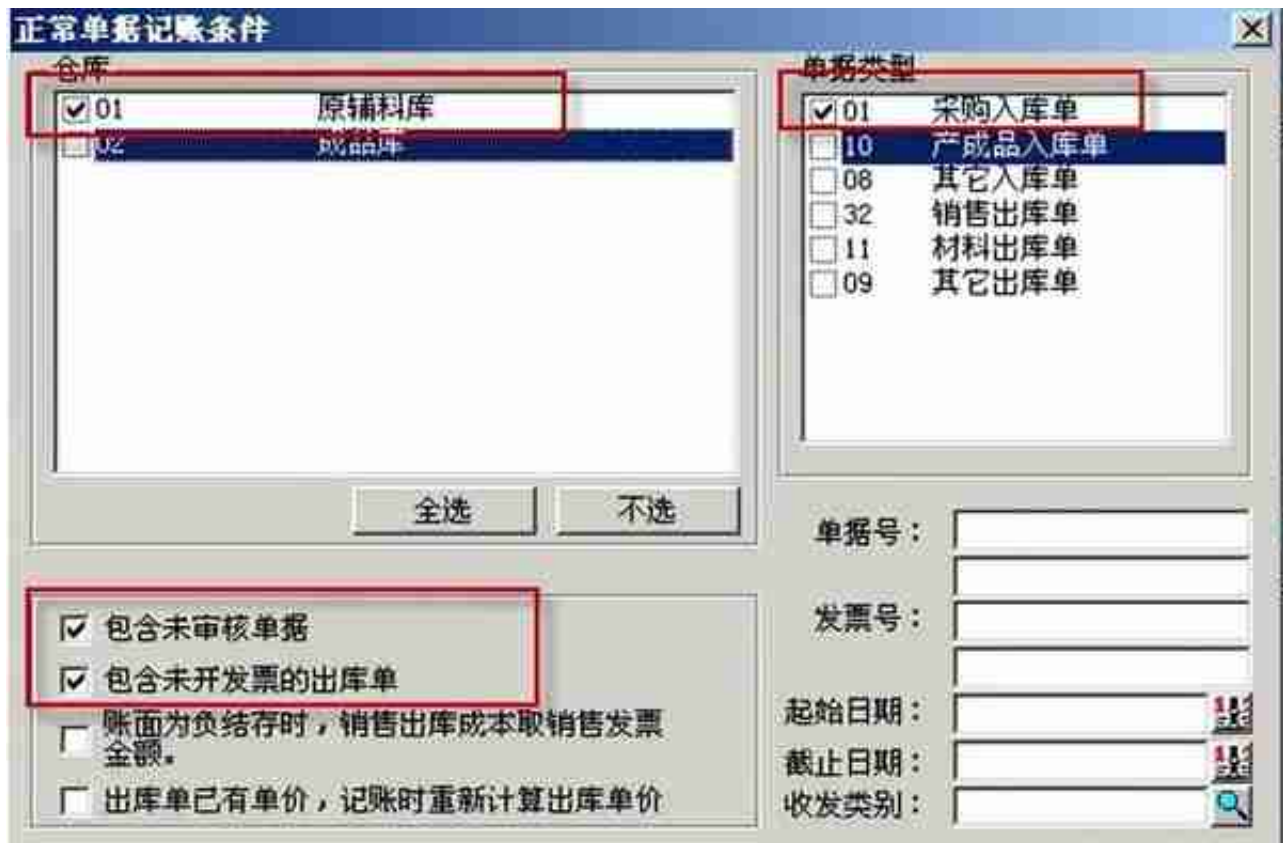 正常单据记账条件
仓库
01 原辅料库
02 成品库
全选 不选
包含未审核单据
包含未开发票的出库单
账面为负结存时，销售出库成本取销售发票
金额。
出库单已有单价，记账时重新计算出库单价
单据类型
01 采购入库单
10 产成品入库单
08 其它入库单
32 销售出库单
11 材料出库单
09 其它出库单
单据号：
发票号：
起始日期：
截止日期：
收发类别：